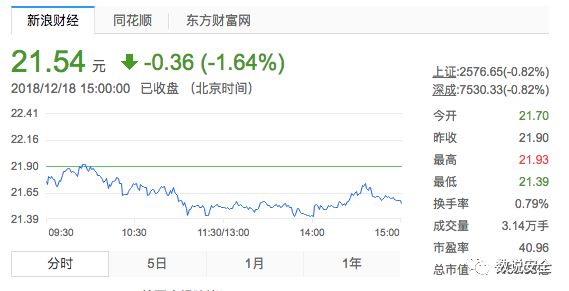 新浪财经 同花顺 东方财富网
21.54 元 -0.36 (-1.64%)
2018/12/18 15:00:00 已收盘 (北京时间)
22.41
22.16
21.90
21.65
21.39
09:30 10:30 11:30/13:00 14:00 15:00
分时 5日 1月 1年
上证:2576.65(-0.82%)
深成:7530.33(-0.82%)
今开 21.70
昨收 21.90
最高 21.93
最低 21.39
换手率 0.79%
成交量 3.14万手
市盈率 40.96
总市值
数说安全